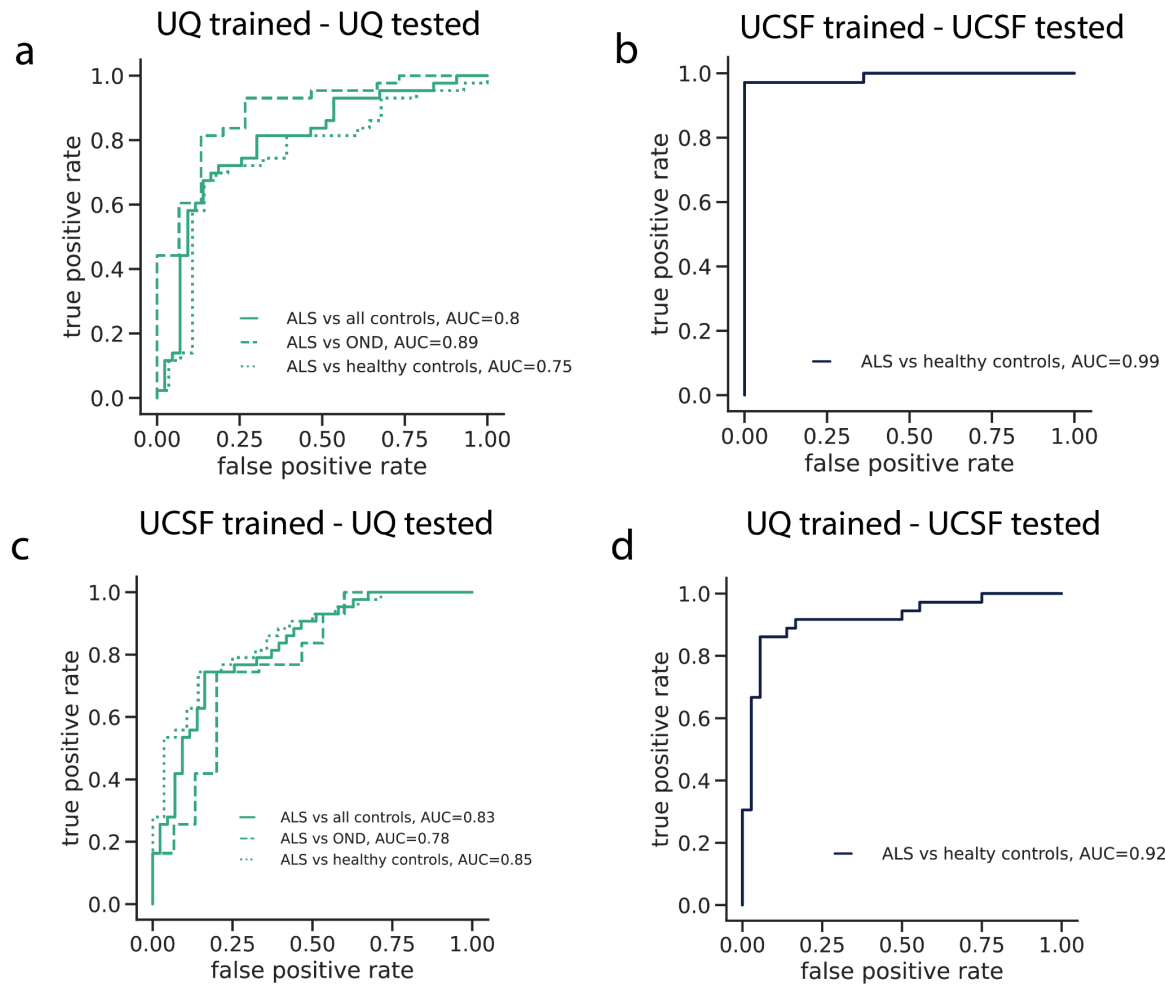 UQ trained - UQ tested
a
1.0
0.8
0.6
0.4
0.2
0.0
true positive rate
ALS vs all controls, AUC=0.8
ALS vs OND, AUC=0.89
ALS vs healthy controls, AUC=0.75
0.00 0.25 0.50 0.75 1.00
false positive rate
UCSF trained - UCSF tested
b
1.0
0.8
0.6
0.4
0.2
0.0
true positive rate
ALS vs healthy controls, AUC=0.99
0.00 0.25 0.50 0.75 1.00
false positive rate
UCSF trained - UQ tested
c
1.0
0.8
0.6
0.4
0.2
0.0
true positive rate
ALS vs all controls, AUC=0.83
ALS vs OND, AUC=0.78
ALS vs healthy controls, AUC=0.85
0.00 0.25 0.50 0.75 1.00
false positive rate
UQ trained - UCSF tested
d
1.0
0.8
0.6
0.4
0.2
0.0
true positive rate
ALS vs healty controls, AUC=0.92
0.00 0.25 0.50 0.75 1.00
false positive rate